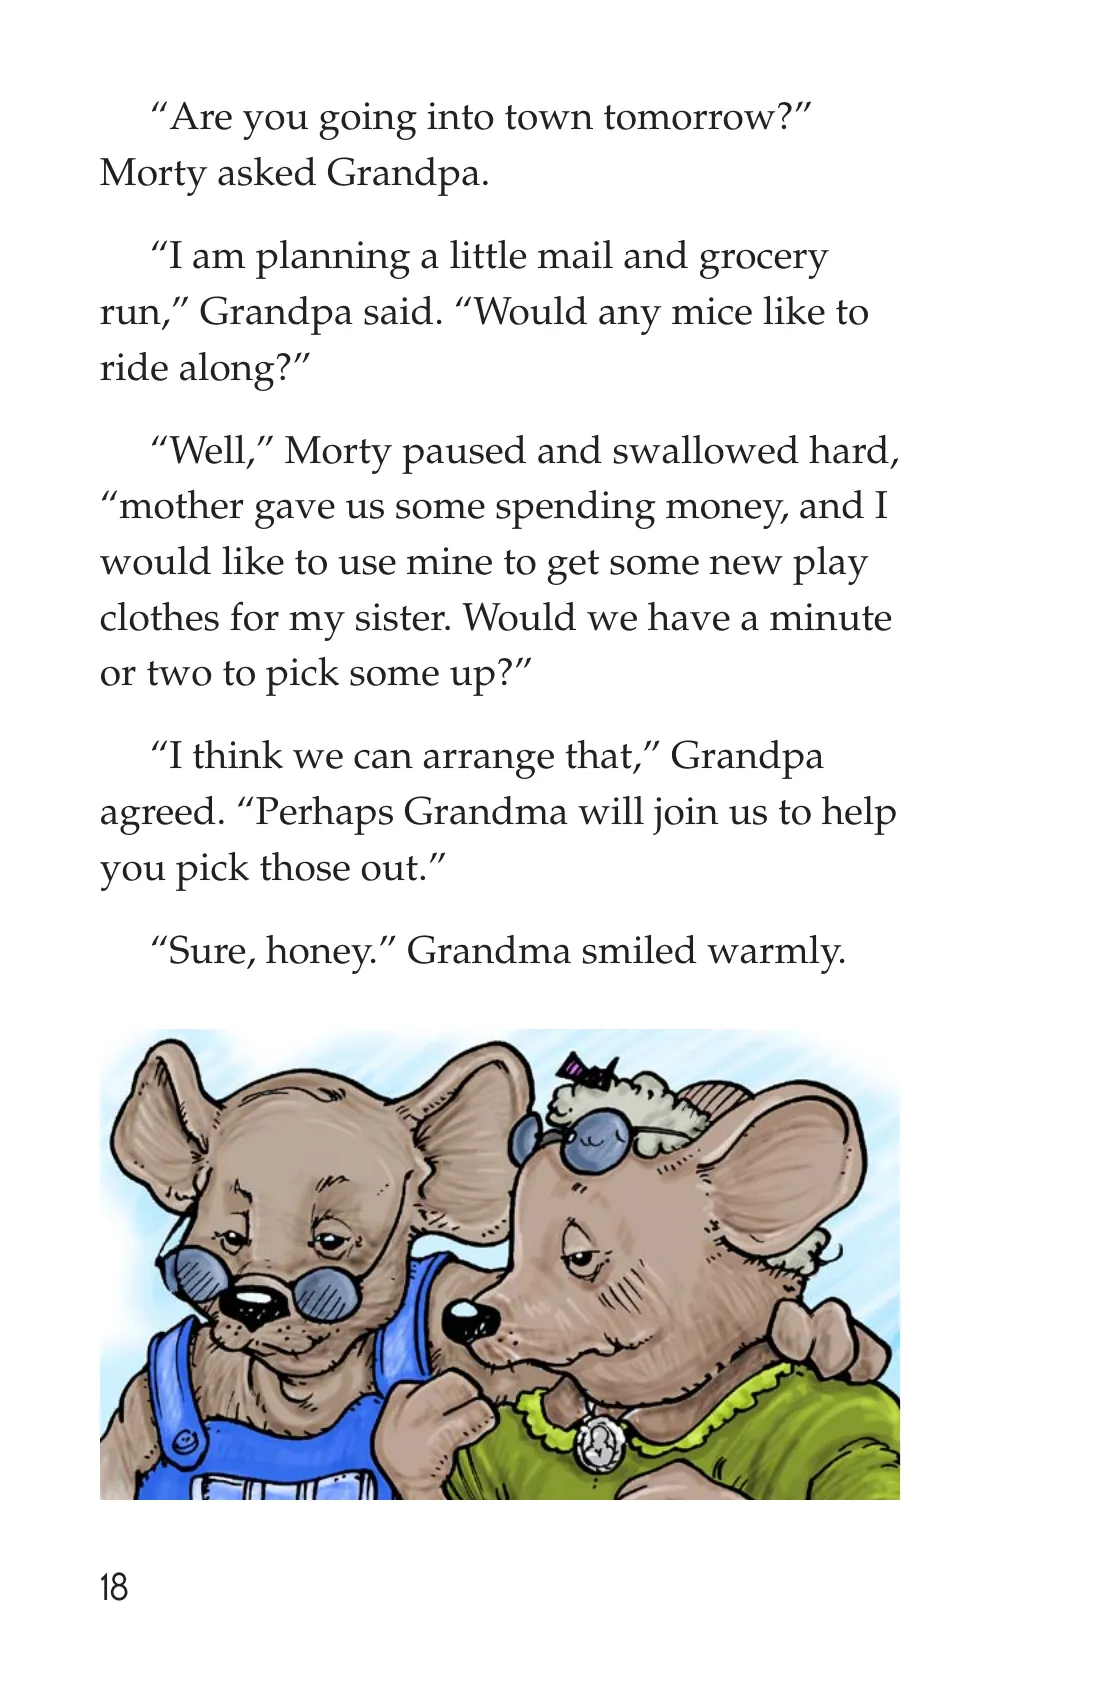 “Are you going into town tomorrow?”
Morty asked Grandpa.
“I am planning a little mail and grocery
run,” Grandpa said. “Would any mice like to
ride along?”
“Well,” Morty paused and swallowed hard,
“mother gave us some spending money, and I
would like to use mine to get some new play
clothes for my sister. Would we have a minute
or two to pick some up?”
“I think we can arrange that,” Grandpa
agreed. “Perhaps Grandma will join us to help
you pick those out.”
“Sure, honey.” Grandma smiled warmly.
18